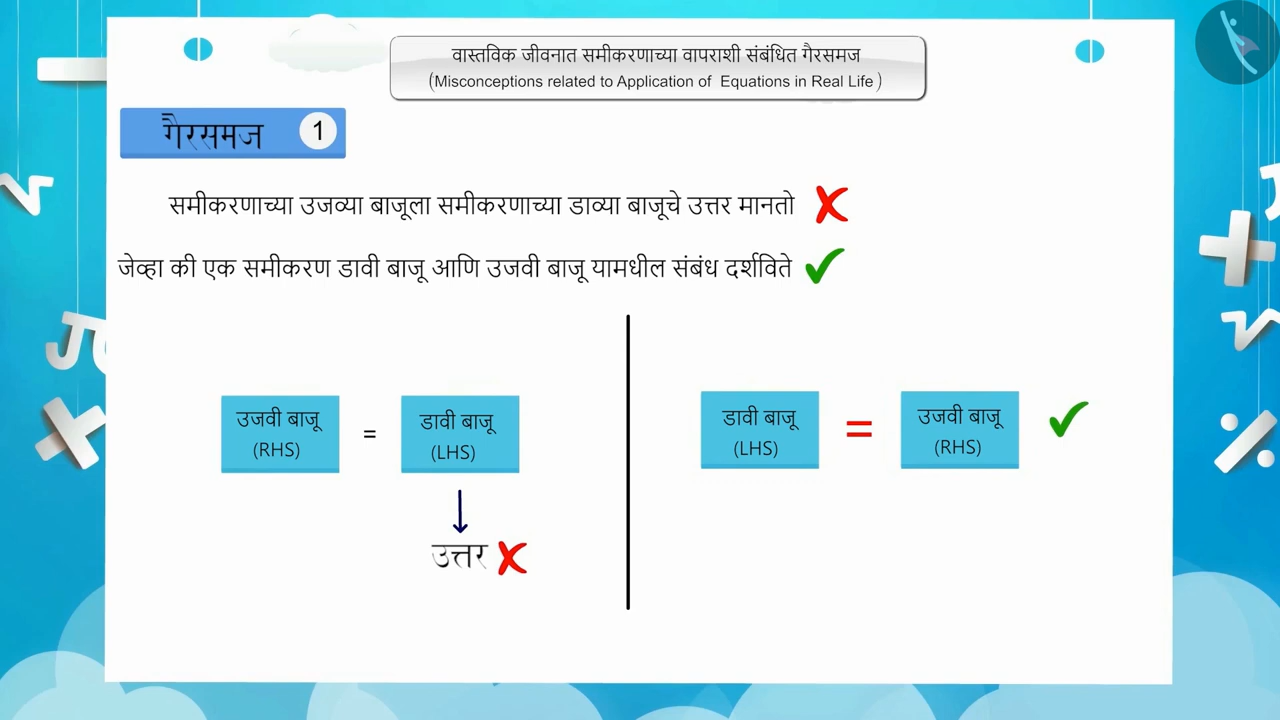 वास्तविक जीवनात समीकरणाच्या वापराशी संबंधित गैरसमज
(Misconceptions related to Application of Equations in Real Life )
गैरसमज 1
समीकरणाच्या उजव्या बाजूला समीकरणाच्या डाव्या बाजूचे उत्तर मानतो
जेव्हा की एक समीकरण डावी बाजू आणि उजवी बाजू यामधील संबंध दर्शविते
उजवी बाजू
(RHS)
=
डावी बाजू
(LHS)
उत्तर
डावी बाजू
(LHS)
=
उजवी बाजू
(RHS)